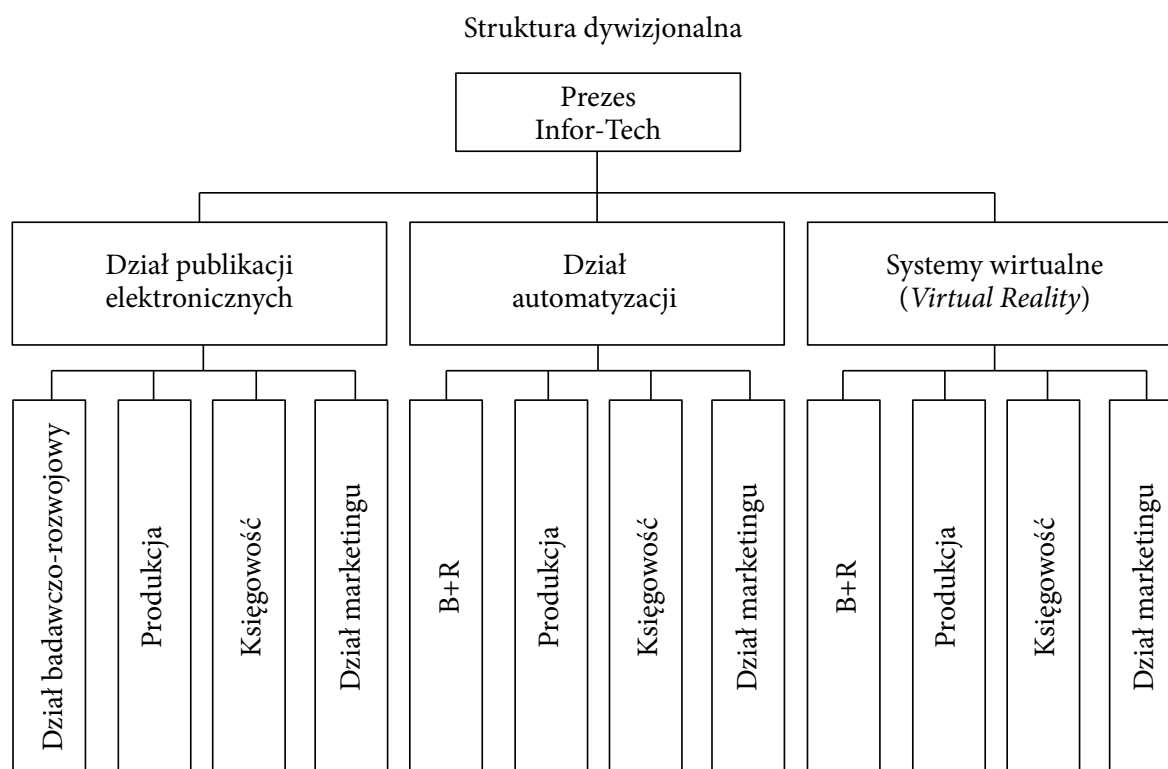 Struktura dywizjonalna
Prezes
Infor-Tech
Dział publikacji
elektronicznych
Dział
automatyzacji
Systemy wirtualne
(Virtual Reality)
Dział badawczo-rozwojowy
Produkcja
Księgowość
Dział marketingu
B+R
Produkcja
Księgowość
Dział marketingu
B+R
Produkcja
Księgowość
Dział marketingu